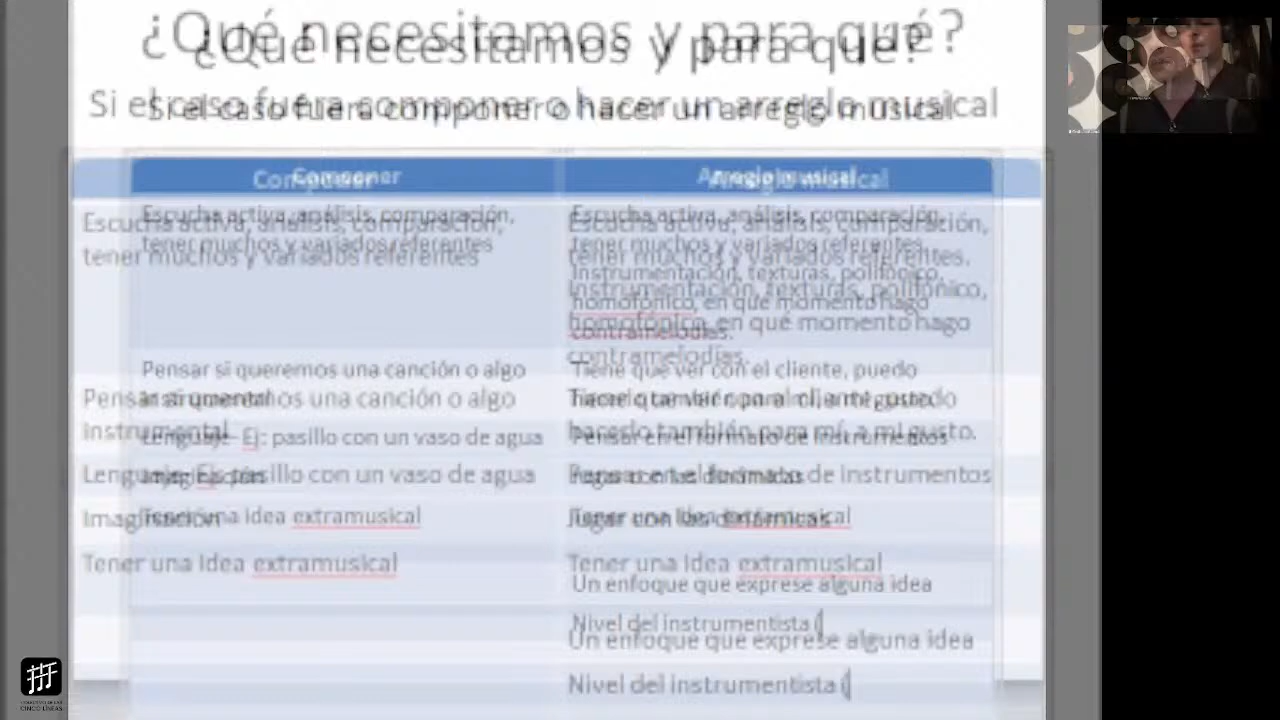 ¿Qué necesitamos y para qué?
Si el caso fuera componer o hacer un arreglo musical
Componer
Arreglo musical
Escucha activa, análisis, comparación,
tener muchos y variados referentes
Escucha activa, análisis, comparación,
tener muchos y variados referentes.
Instrumentación, texturas, polifónico,
homofónico, en qué momento hago
contramelodías.
Pensar si queremos una canción o algo
instrumental
Tiene que ver con el cliente, puedo
hacerlo también para mí, a mi gusto.
Lenguaje- Ej: pasillo con un vaso de agua
Pensar en el formato de instrumentos
Imaginación
Jugar con las dinámicas
Tener una idea extramusical
Tener una idea extramusical
Un enfoque que exprese alguna idea
Nivel del instrumentista (
CINCO LÍNEAS